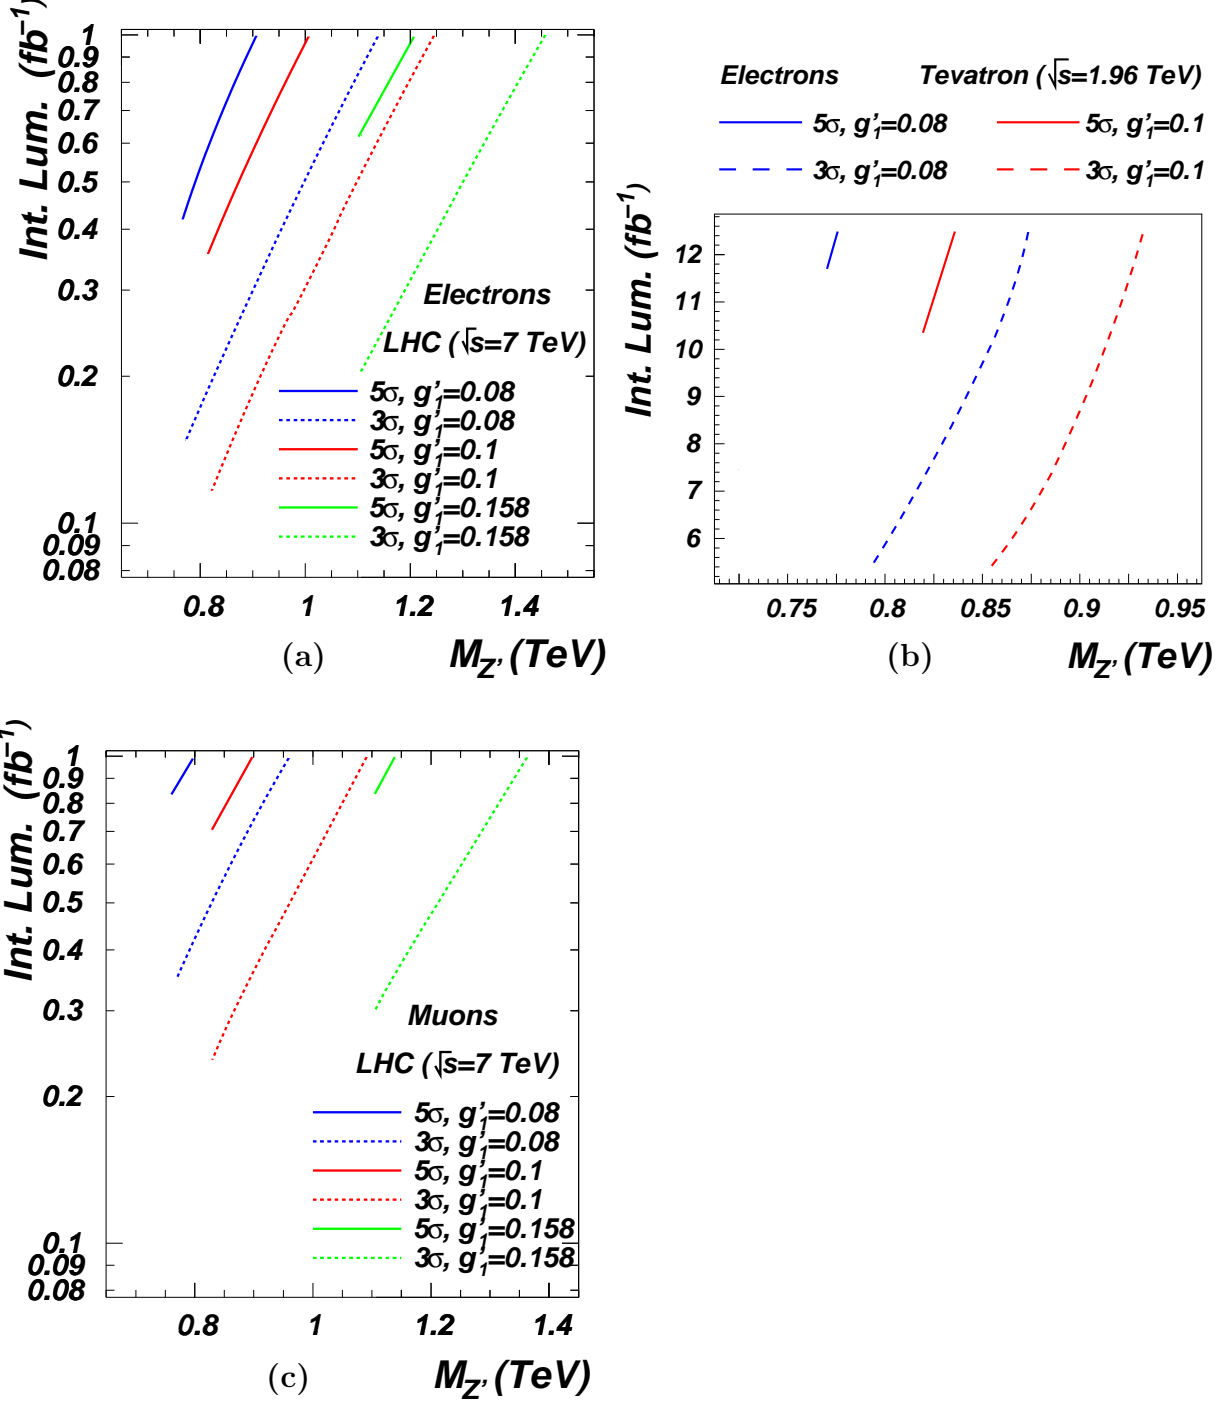 Int. Lum. (fb⁻¹)
1
0.9
0.8
0.7
0.6
0.5
0.4
0.3
0.2
0.1
0.09
0.08
Electrons
LHC (√s=7 TeV)
5σ, g'₁=0.08
3σ, g'₁=0.08
5σ, g'₁=0.1
3σ, g'₁=0.1
5σ, g'₁=0.158
3σ, g'₁=0.158
0.8 1 1.2 1.4
(a) M_Z' (TeV)
Electrons Tevatron (√s=1.96 TeV)
5σ, g'₁=0.08 5σ, g'₁=0.1
3σ, g'₁=0.08 3σ, g'₁=0.1
Int. Lum. (fb⁻¹)
12
11
10
9
8
7
6
0.75 0.8 0.85 0.9 0.95
(b) M_Z' (TeV)
Int. Lum. (fb⁻¹)
1
0.9
0.8
0.7
0.6
0.5
0.4
0.3
0.2
0.1
0.09
0.08
Muons
LHC (√s=7 TeV)
5σ, g'₁=0.08
3σ, g'₁=0.08
5σ, g'₁=0.1
3σ, g'₁=0.1
5σ, g'₁=0.158
3σ, g'₁=0.158
0.8 1 1.2 1.4
(c) M_Z' (TeV)